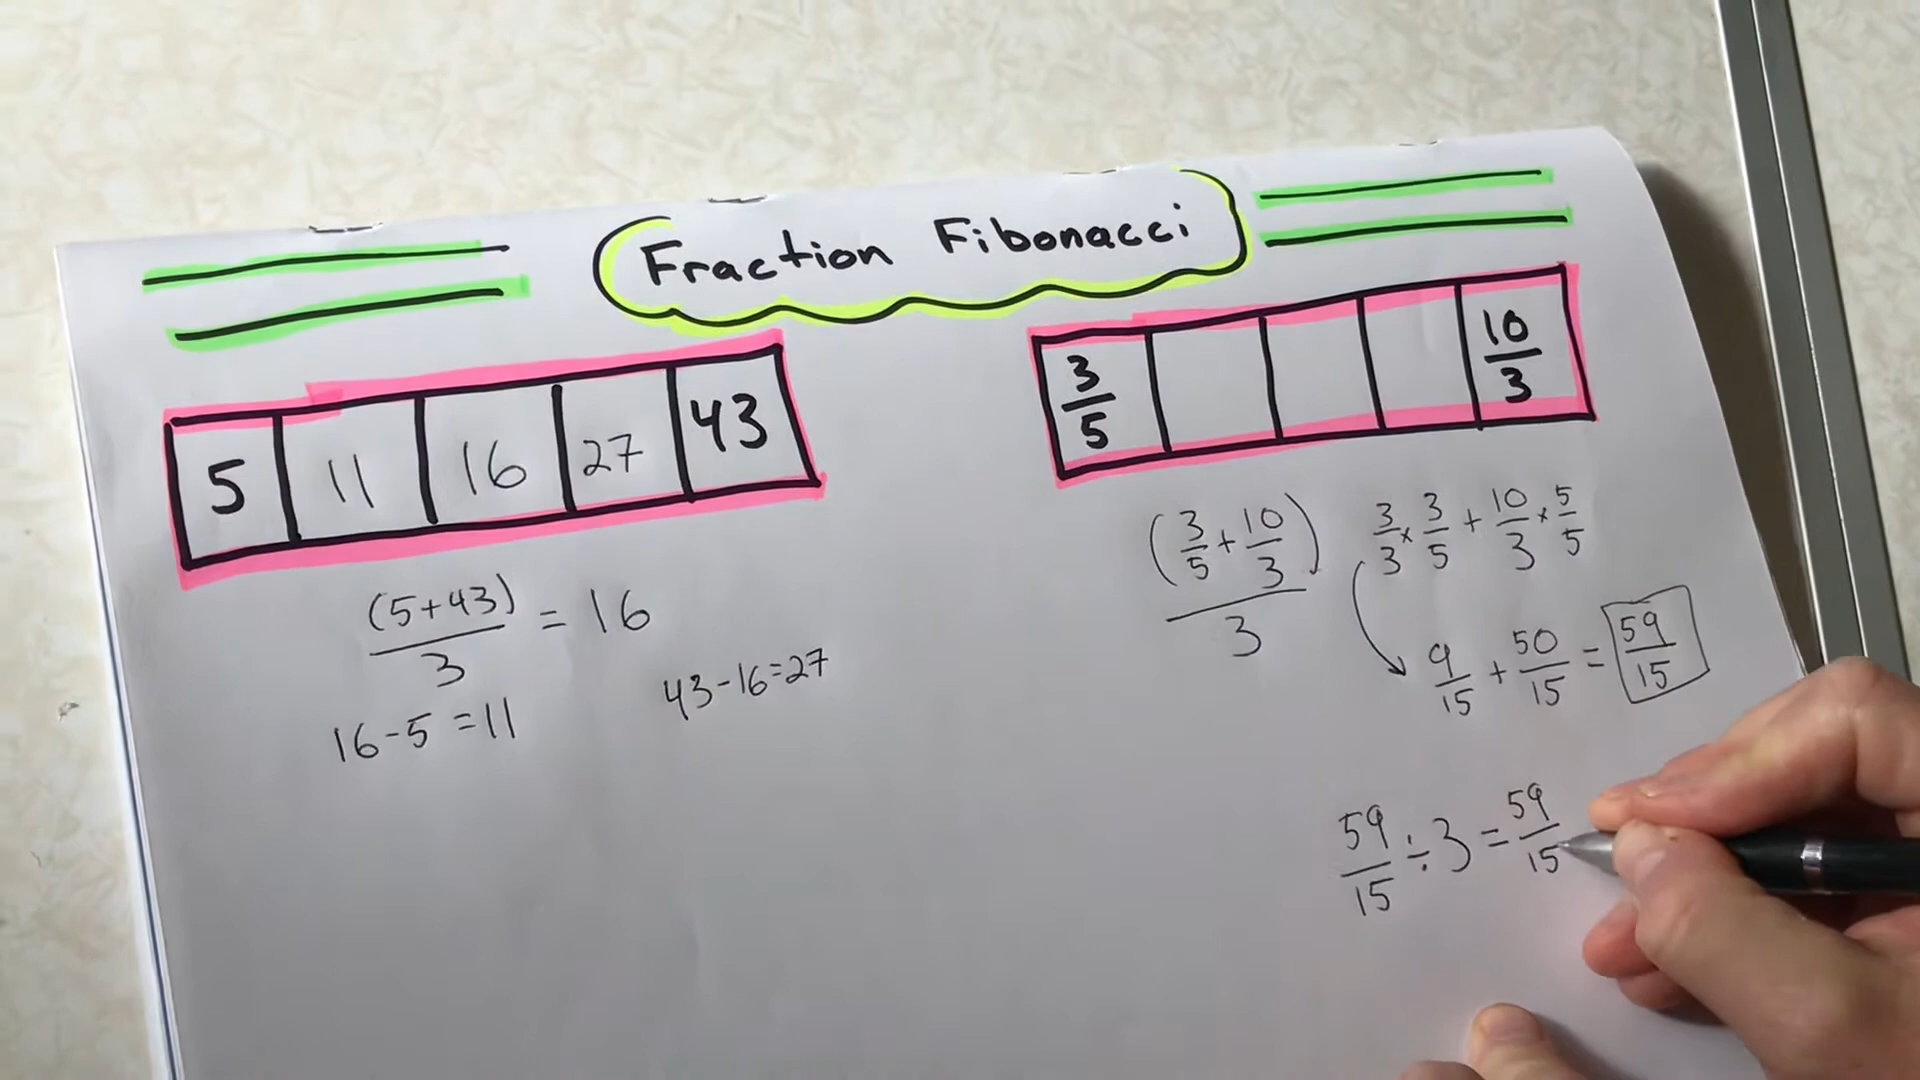 Fraction Fibonacci
5 11 16 27 43
(5+43)/3 = 16
16-5=11
43-16=27
3/5 10/3
(3/5+10/3)/3
3/3×3/5+10/3×5/5
9/15+50/15=59/15
59/15÷3=59/15